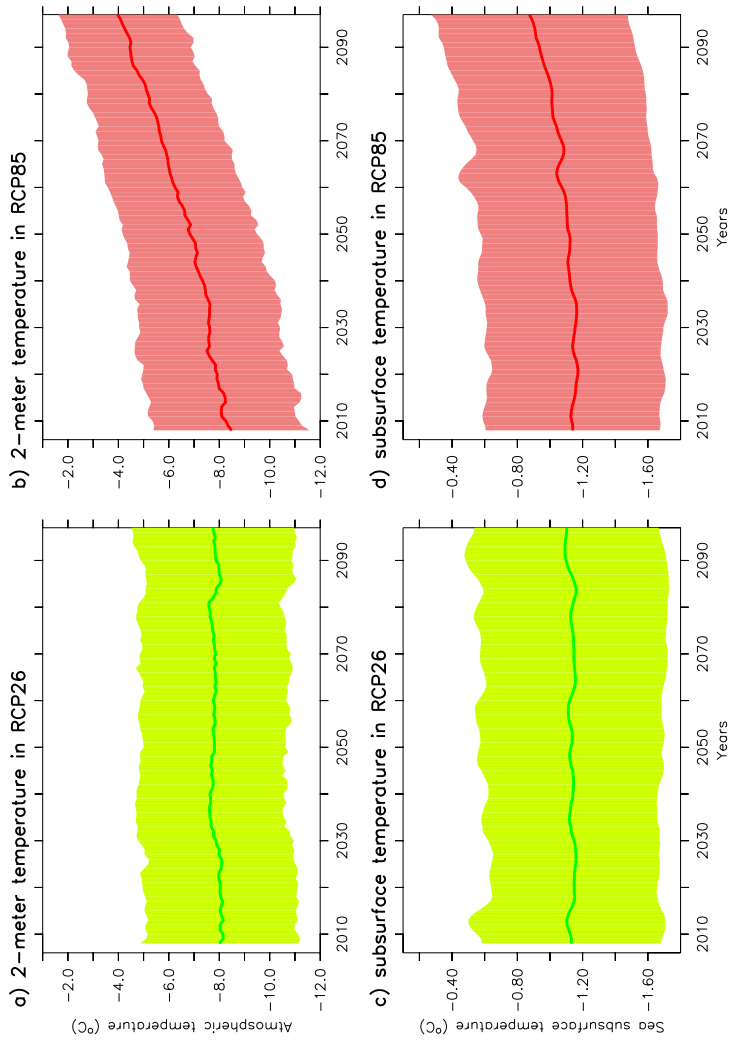 a) 2-meter temperature in RCP26
Atmospheric temperature (ºC)
-2.0
-4.0
-6.0
-8.0
-10.0
-12.0
2010 2030 2050 2070 2090
b) 2-meter temperature in RCP85
-2.0
-4.0
-6.0
-8.0
-10.0
-12.0
2010 2030 2050 2070 2090
c) subsurface temperature in RCP26
Sea subsurface temperature (ºC)
-0.40
-0.80
-1.20
-1.60
2010 2030 2050 2070 2090
Years
d) subsurface temperature in RCP85
-0.40
-0.80
-1.20
-1.60
2010 2030 2050 2070 2090
Years